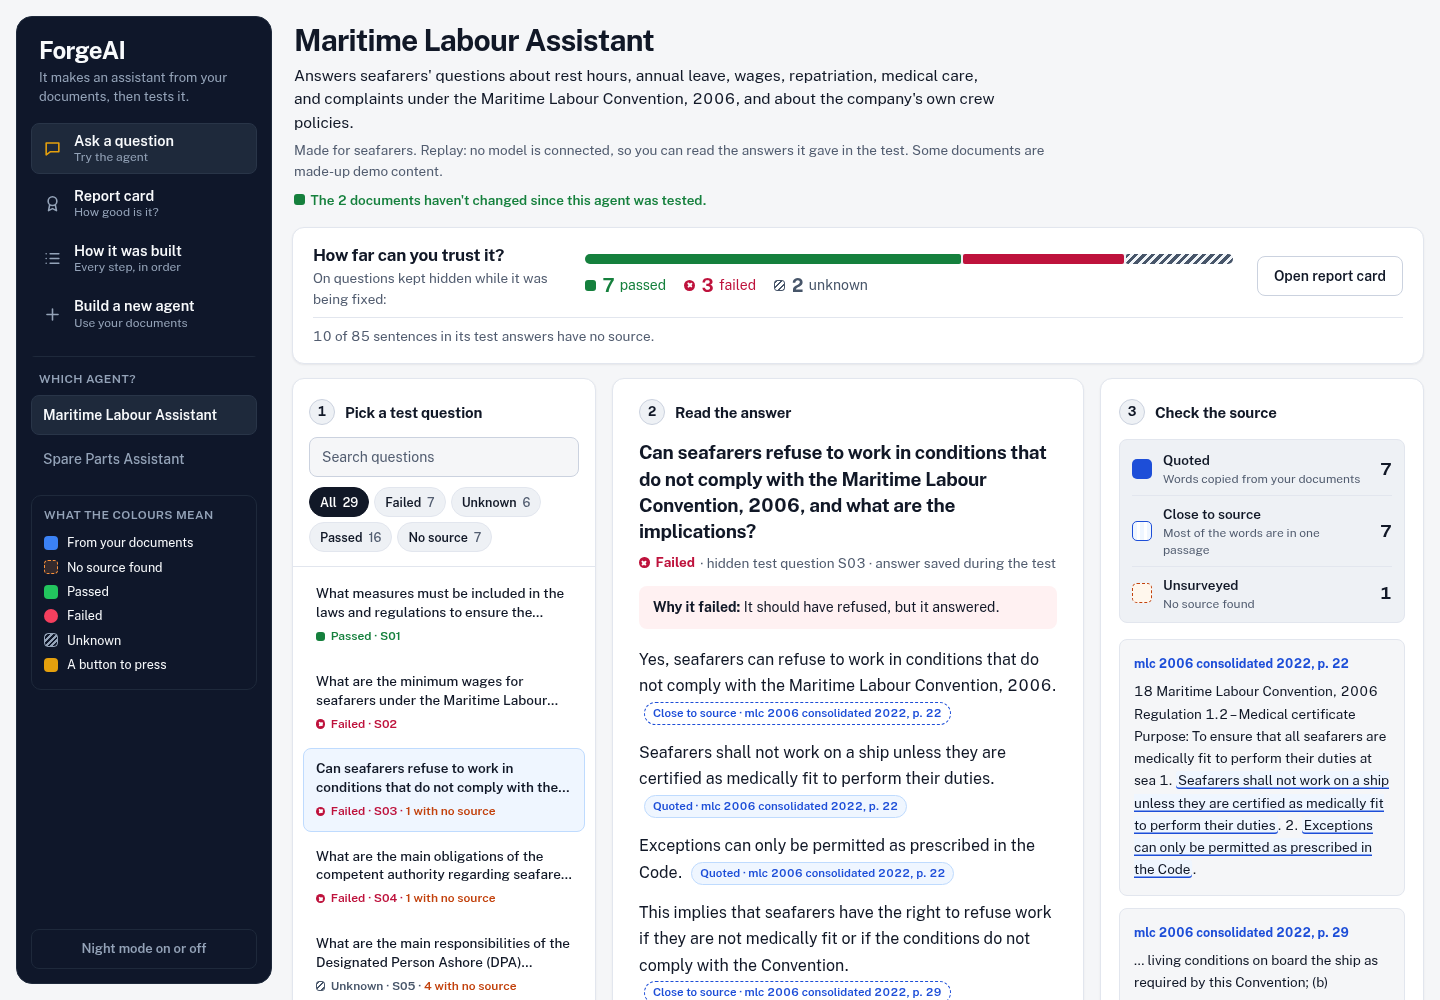 ForgeAI
It makes an assistant from your
documents, then tests it.
Ask a question
Try the agent
Report card
How good is it?
How it was built
Every step, in order
Build a new agent
Use your documents
WHICH AGENT?
Maritime Labour Assistant
Spare Parts Assistant
WHAT THE COLOURS MEAN
From your documents
No source found
Passed
Failed
Unknown
A button to press
Night mode on or off
Maritime Labour Assistant
Answers seafarers' questions about rest hours, annual leave, wages, repatriation, medical care,
and complaints under the Maritime Labour Convention, 2006, and about the company's own crew
policies.
Made for seafarers. Replay: no model is connected, so you can read the answers it gave in the test. Some documents are
made-up demo content.
The 2 documents haven't changed since this agent was tested.
How far can you trust it?
On questions kept hidden while it was
being fixed:
7 passed 3 failed 2 unknown
Open report card
10 of 85 sentences in its test answers have no source.
1 Pick a test question
Search questions
All 29 Failed 7 Unknown 6
Passed 16 No source 7
What measures must be included in the
laws and regulations to ensure the...
Passed · S01
What are the minimum wages for
seafarers under the Maritime Labour...
Failed · S02
Can seafarers refuse to work in
conditions that do not comply with the...
Failed · S03 · 1 with no source
What are the main obligations of the
competent authority regarding seafare...
Failed · S04 · 1 with no source
What are the main responsibilities of the
Designated Person Ashore (DPA)...
Unknown · S05 · 4 with no source
2 Read the answer
Can seafarers refuse to work in conditions that
do not comply with the Maritime Labour
Convention, 2006, and what are the
implications?
Failed · hidden test question S03 · answer saved during the test
Why it failed: It should have refused, but it answered.
Yes, seafarers can refuse to work in conditions that do
not comply with the Maritime Labour Convention, 2006.
Close to source · mlc 2006 consolidated 2022, p. 22
Seafarers shall not work on a ship unless they are
certified as medically fit to perform their duties.
Quoted · mlc 2006 consolidated 2022, p. 22
Exceptions can only be permitted as prescribed in the
Code. Quoted · mlc 2006 consolidated 2022, p. 22
This implies that seafarers have the right to refuse work
if they are not medically fit or if the conditions do not
comply with the Convention.
Close to source · mlc 2006 consolidated 2022, p. 29
3 Check the source
Quoted
Words copied from your documents
7
Close to source
Most of the words are in one
passage
7
Unsurveyed
No source found
1
mlc 2006 consolidated 2022, p. 22
18 Maritime Labour Convention, 2006
Regulation 1.2 – Medical certificate
Purpose: To ensure that all seafarers are
medically fit to perform their duties at
sea 1. Seafarers shall not work on a ship
unless they are certified as medically fit
to perform their duties. 2. Exceptions
can only be permitted as prescribed in
the Code.
mlc 2006 consolidated 2022, p. 29
... living conditions on board the ship as
required by this Convention; (b)